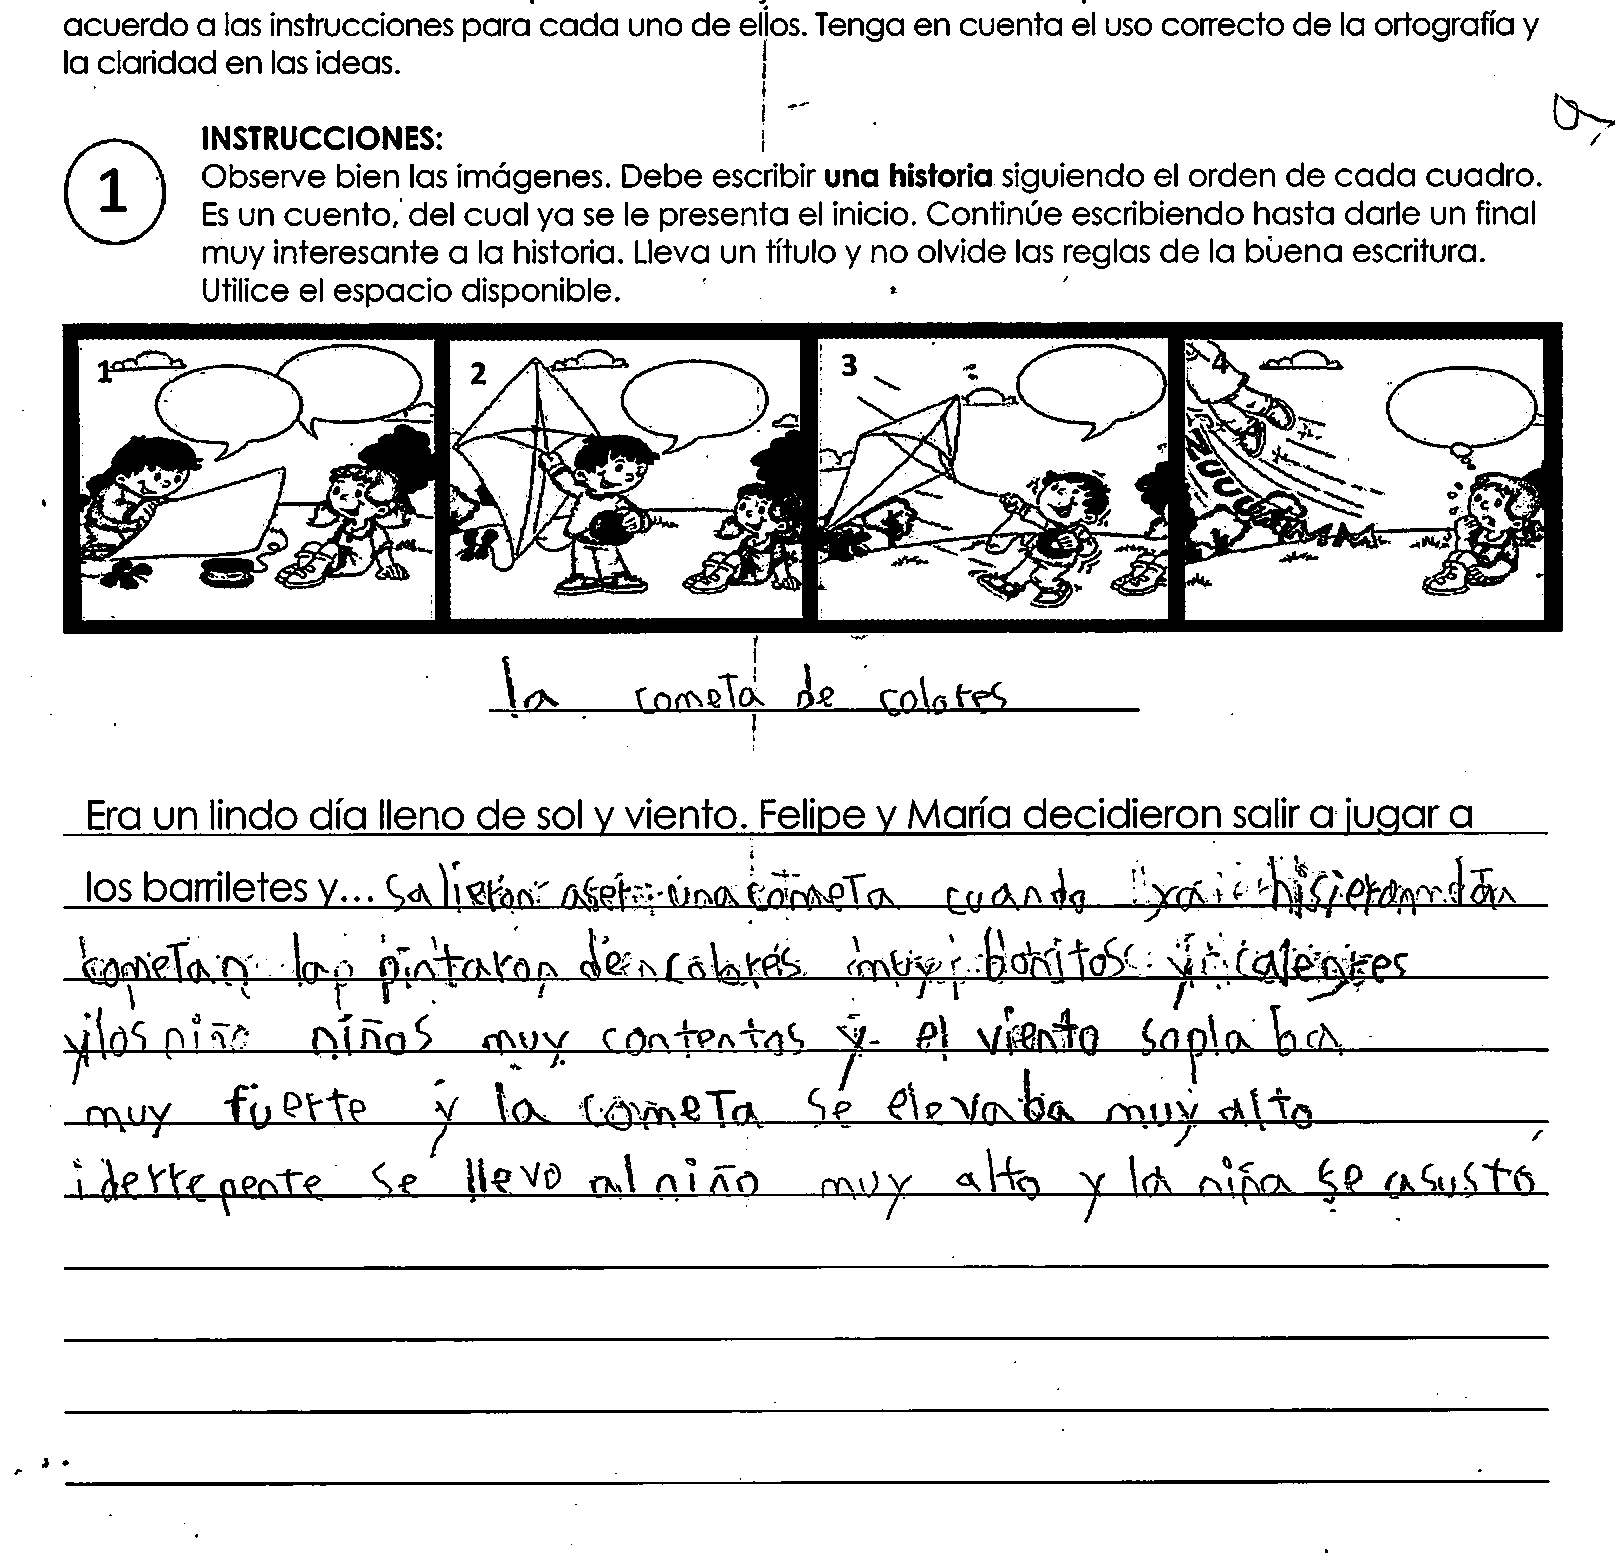 acuerdo a las instrucciones para cada uno de ellos. Tenga en cuenta el uso correcto de la ortografía y
la claridad en las ideas.
1
INSTRUCCIONES:
Observe bien las imágenes. Debe escribir una historia siguiendo el orden de cada cuadro.
Es un cuento, del cual ya se le presenta el inicio. Continúe escribiendo hasta darle un final
muy interesante a la historia. Lleva un título y no olvide las reglas de la buena escritura.
Utilice el espacio disponible.
1 2 3 4
la cometa de colores
Era un lindo día lleno de sol y viento. Felipe y María decidieron salir a jugar a
los barriletes y... salieron aser una cometa cuando ya hisieron
cometa la pintaron de colores muy bonitos y alegres
y los niño niños muy contentos y el viento sopla ba
muy fuerte y la cometa se elevaba muy alto
iderrepente se llevo al niño muy alto y la niña se asustó